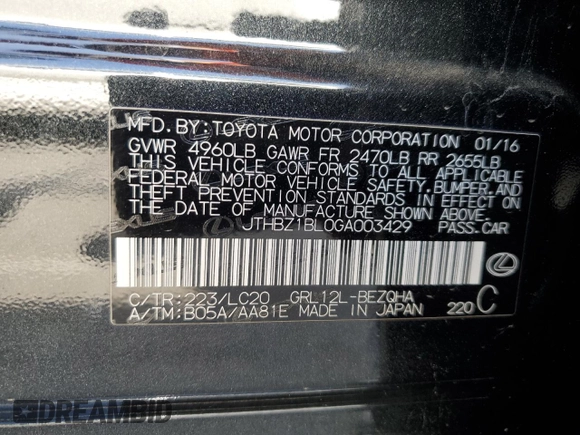 MFD. BY: TOYOTA MOTOR CORPORATION 01/16
GVWR 4960LB GAWR FR 2470LB RR 2655LB
THIS VEHICLE CONFORMS TO ALL APPLICABLE
FEDERAL MOTOR VEHICLE SAFETY, BUMPER, AND
THEFT PREVENTION STANDARDS IN EFFECT ON
THE DATE OF MANUFACTURE SHOWN ABOVE.
JTHBZ1BL0GA003429 PASS.CAR
C/TR:223/LC20 GRL12L-BEZQHA
A/TM:B05A/AA81E MADE IN JAPAN 220 C
DREAMBID